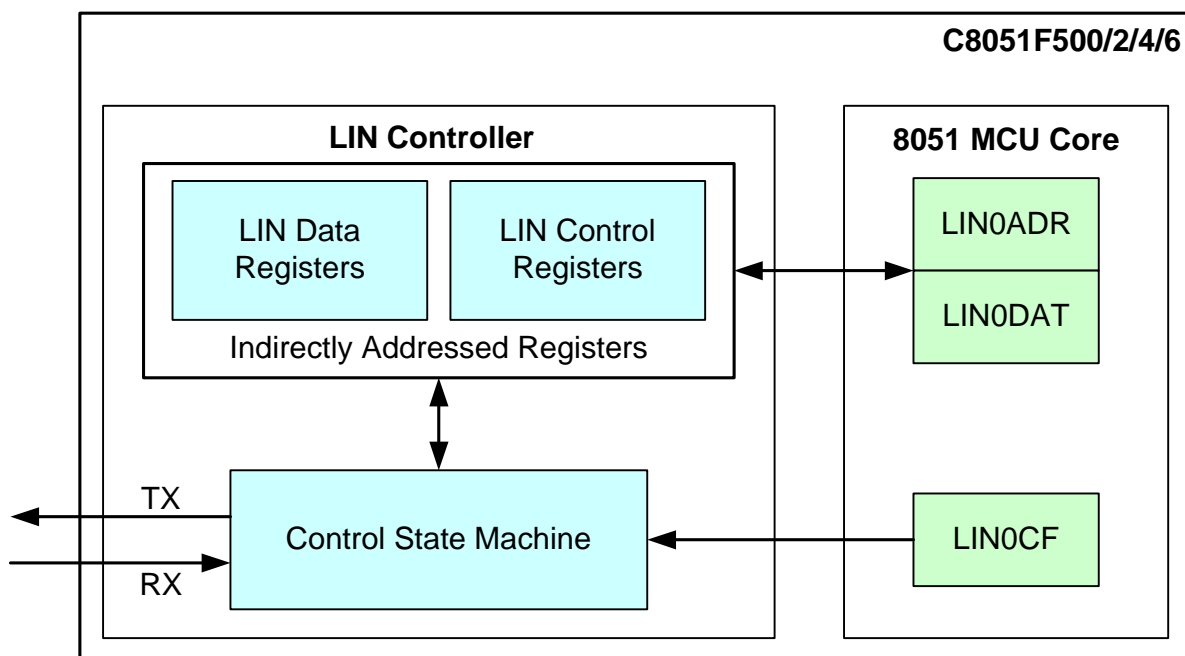 C8051F500/2/4/6
LIN Controller
8051 MCU Core
LIN Data
Registers
LIN Control
Registers
LIN0ADR
LIN0DAT
Indirectly Addressed Registers
TX
Control State Machine
LIN0CF
RX